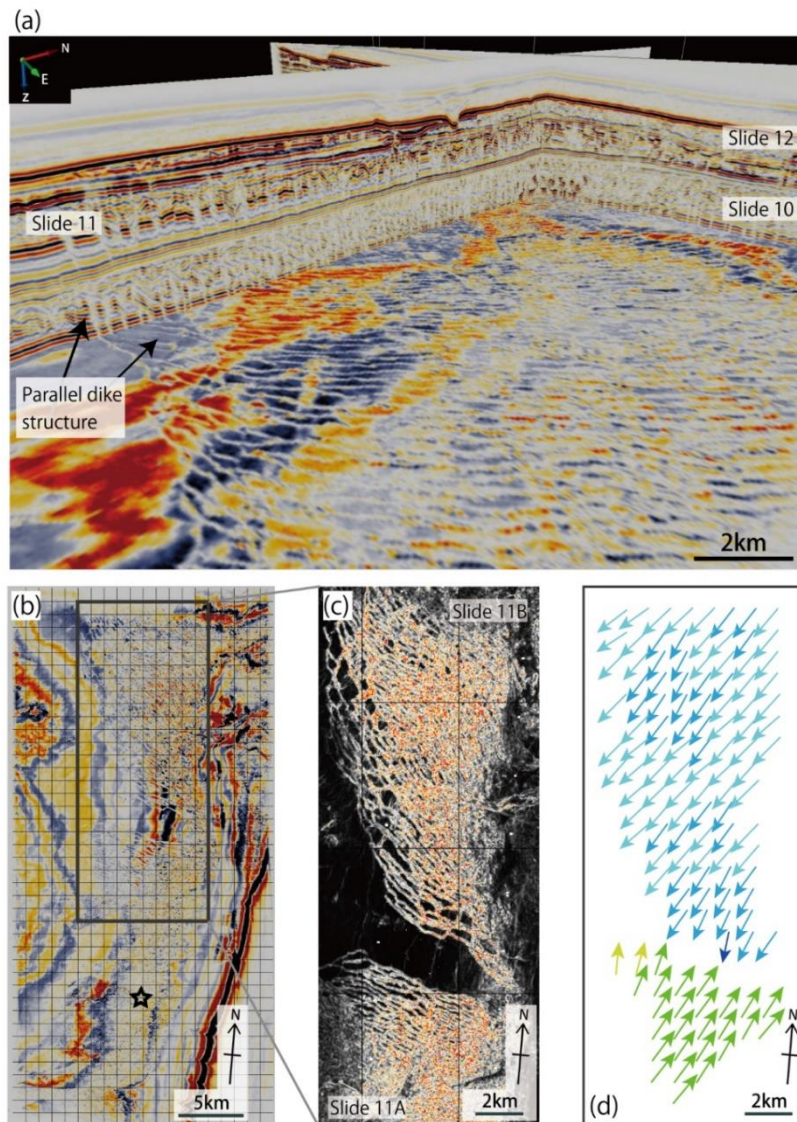 (a)
N
E
Z
Slide 12
Slide 11
Slide 10
Parallel dike
structure
2km
(b)
N
5km
(c)
Slide 11B
N
Slide 11A
2km
N
(d)
2km